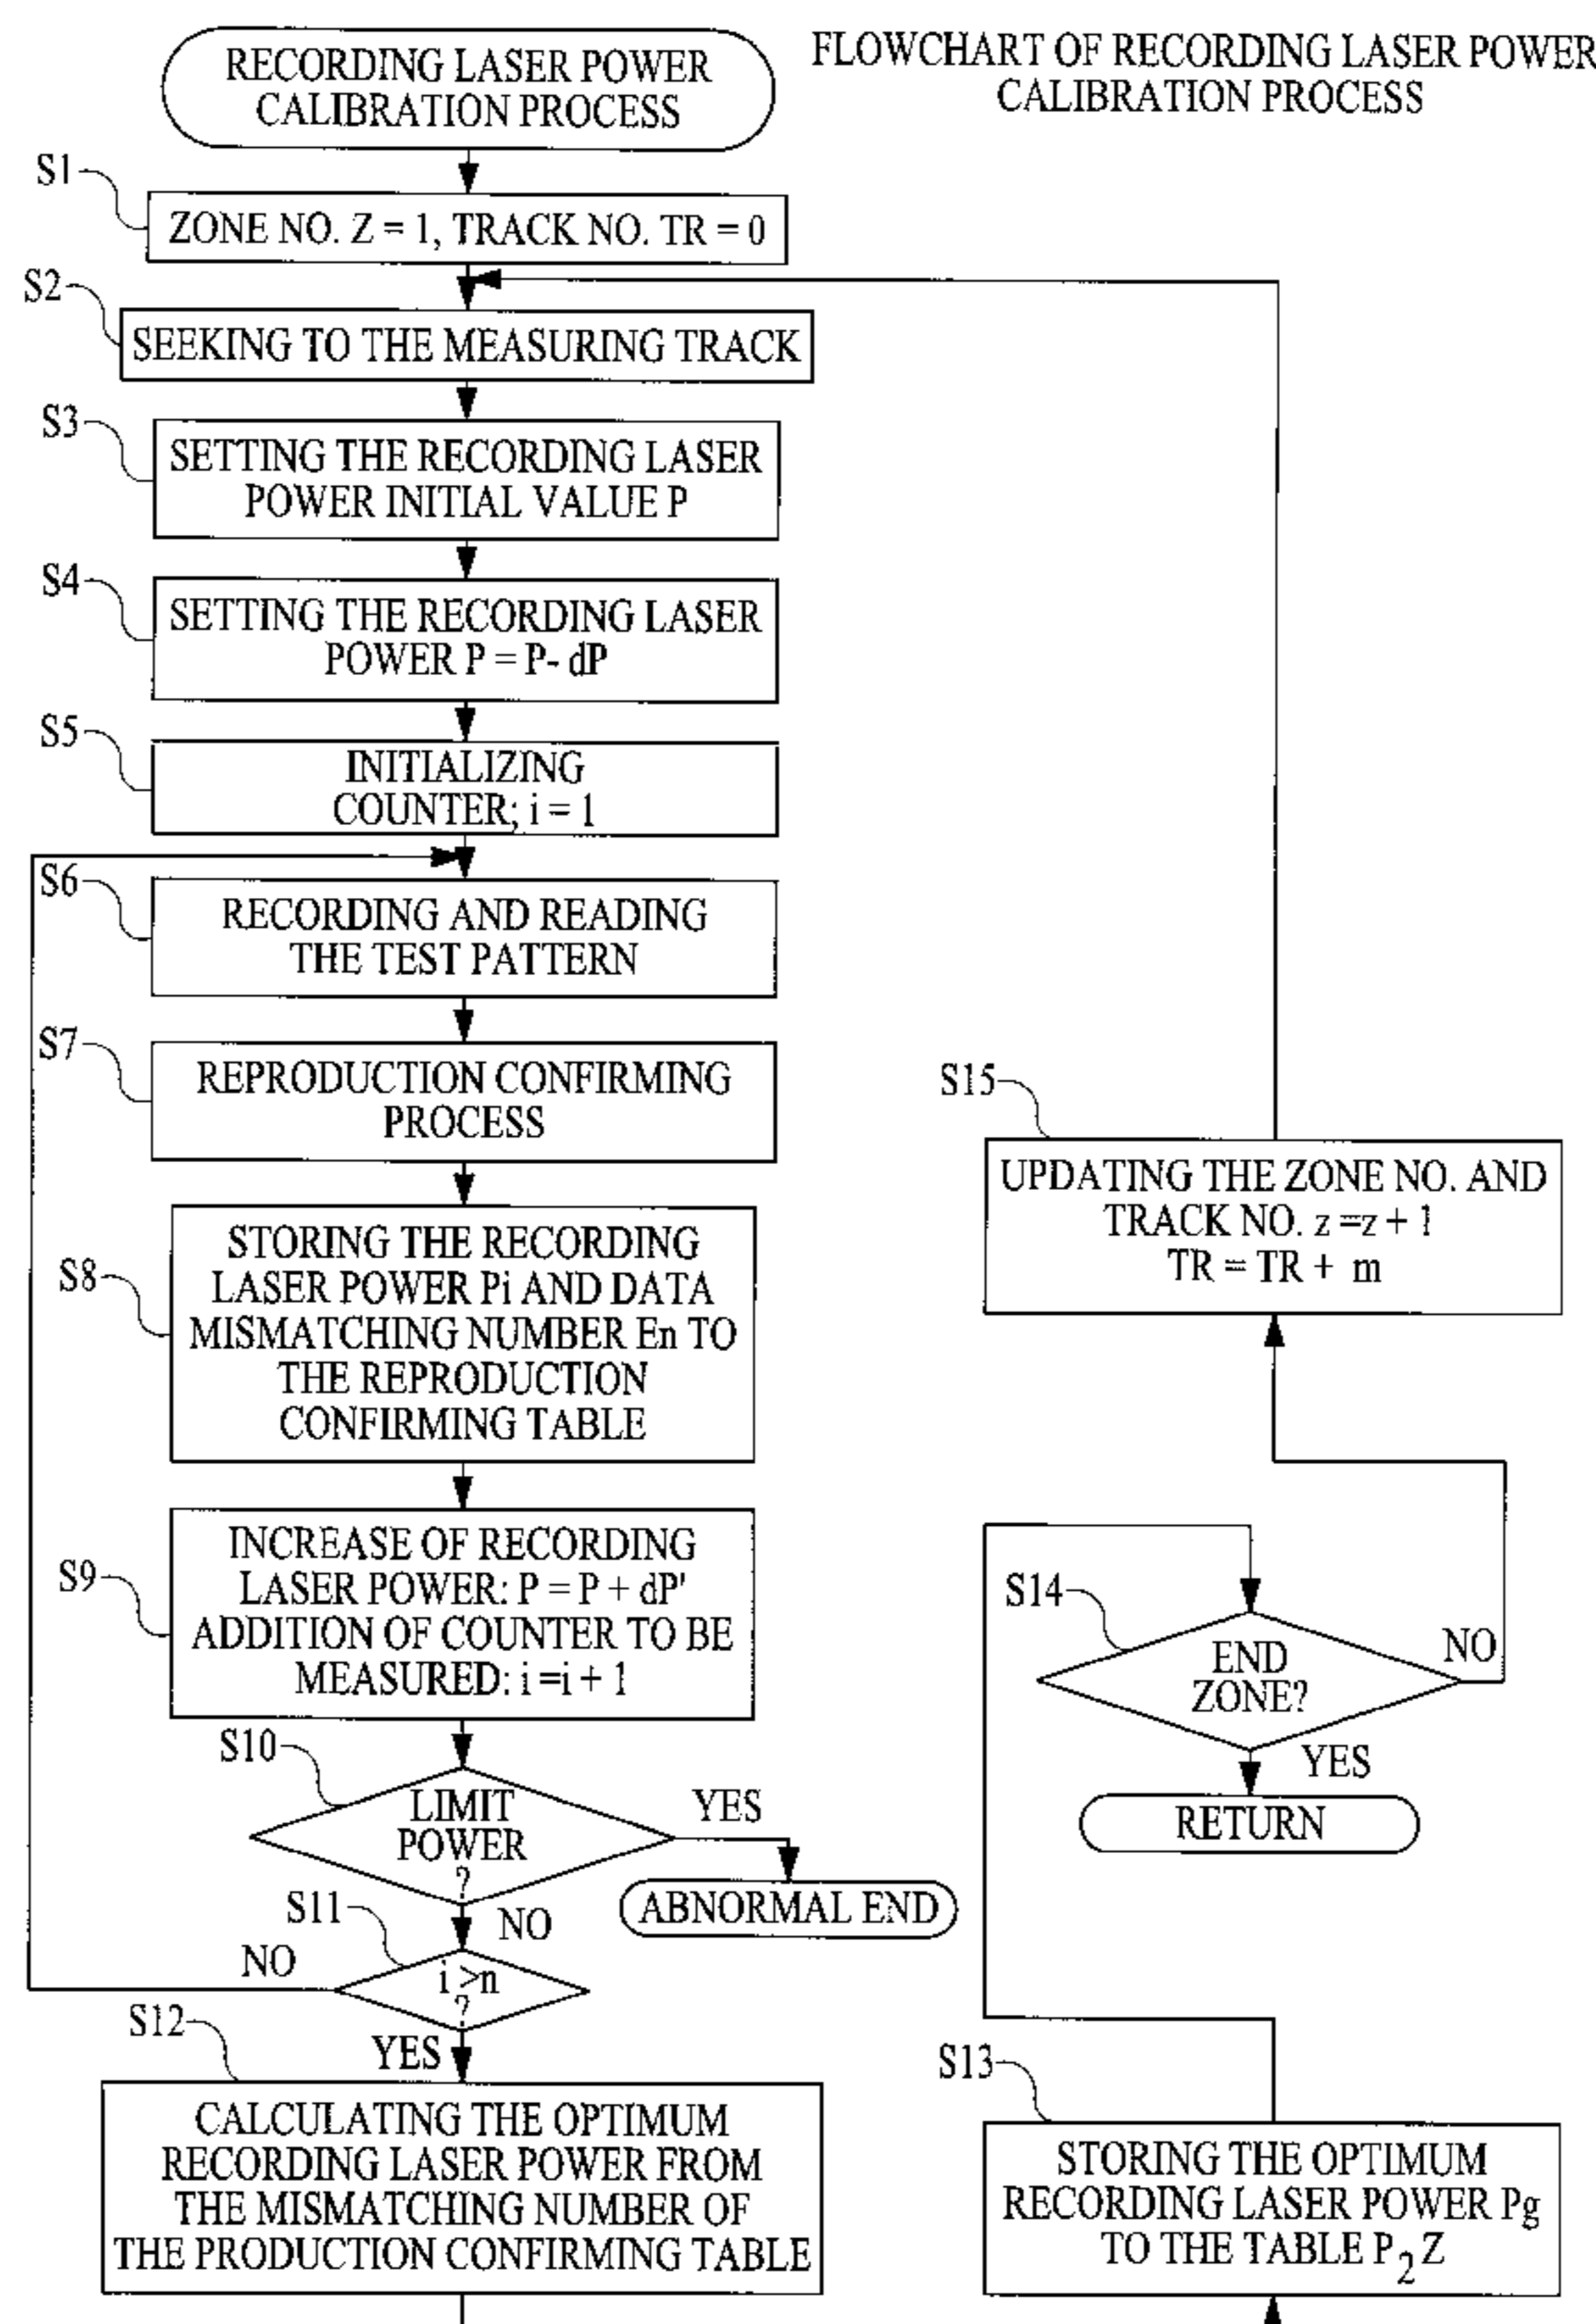 RECORDING LASER POWER
CALIBRATION PROCESS
FLOWCHART OF RECORDING LASER POWER
CALIBRATION PROCESS
S1
ZONE NO. Z = 1, TRACK NO. TR = 0
S2
SEEKING TO THE MEASURING TRACK
S3
SETTING THE RECORDING LASER
POWER INITIAL VALUE P
S4
SETTING THE RECORDING LASER
POWER P = P- dP
S5
INITIALIZING
COUNTER; i = 1
S6
RECORDING AND READING
THE TEST PATTERN
S7
REPRODUCTION CONFIRMING
PROCESS
S8
STORING THE RECORDING
LASER POWER Pi AND DATA
MISMATCHING NUMBER En TO
THE REPRODUCTION
CONFIRMING TABLE
S9
INCREASE OF RECORDING
LASER POWER: P = P + dP'
ADDITION OF COUNTER TO BE
MEASURED: i =i + 1
S10
LIMIT
POWER
?
YES
ABNORMAL END
NO
S11
i >n
?
NO
YES
S12
CALCULATING THE OPTIMUM
RECORDING LASER POWER FROM
THE MISMATCHING NUMBER OF
THE PRODUCTION CONFIRMING TABLE
S13
STORING THE OPTIMUM
RECORDING LASER POWER Pg
TO THE TABLE P2 Z
S14
END
ZONE?
NO
YES
RETURN
S15
UPDATING THE ZONE NO. AND
TRACK NO. z =z + 1
TR = TR + m